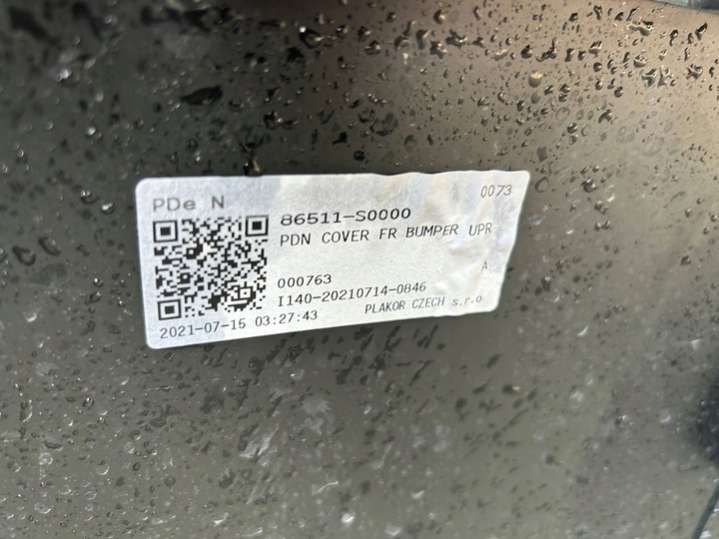 PDe N
0073
86511-S0000
PDN COVER FR BUMPER UPR
000763
A
I140-20210714-0846
2021-07-15 03:27:43
PLAKOR CZECH s.r.o